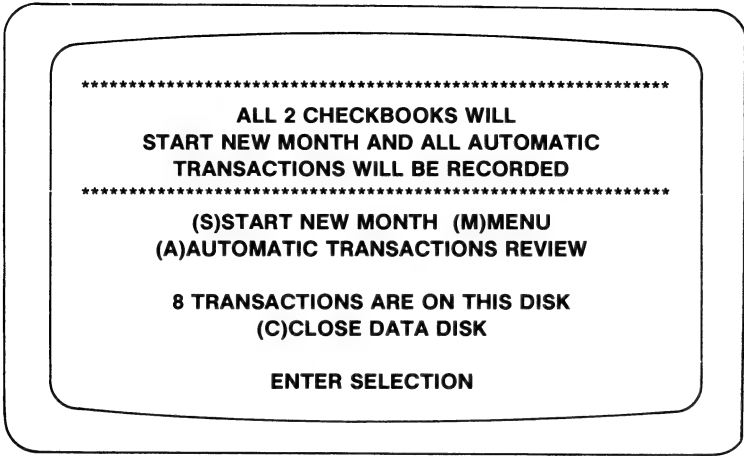 **************************************************************
ALL 2 CHECKBOOKS WILL
START NEW MONTH AND ALL AUTOMATIC
TRANSACTIONS WILL BE RECORDED
**************************************************************
(S)START NEW MONTH (M)MENU
(A)AUTOMATIC TRANSACTIONS REVIEW
8 TRANSACTIONS ARE ON THIS DISK
(C)CLOSE DATA DISK
ENTER SELECTION